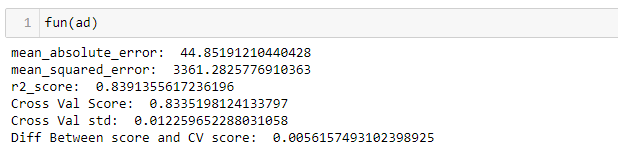 1 fun(ad)
mean_absolute_error: 44.85191210440428
mean_squared_error: 3361.2825776910363
r2_score: 0.8391355617236196
Cross Val Score: 0.8335198124133797
Cross Val std: 0.012259652288031058
Diff Between score and CV score: 0.0056157493102398925